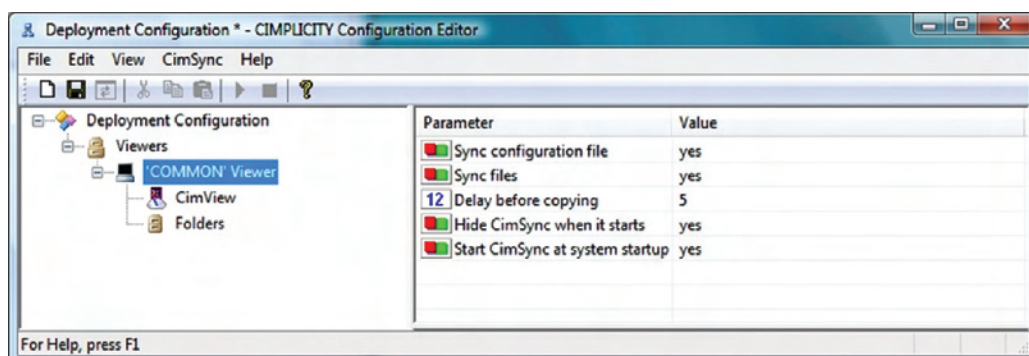 Deployment Configuration * - CIMPLICITY Configuration Editor
File Edit View CimSync Help
Deployment Configuration
Viewers
'COMMON' Viewer
CimView
Folders
Parameter Value
Sync configuration file yes
Sync files yes
12 Delay before copying 5
Hide CimSync when it starts yes
Start CimSync at system startup yes
For Help, press F1